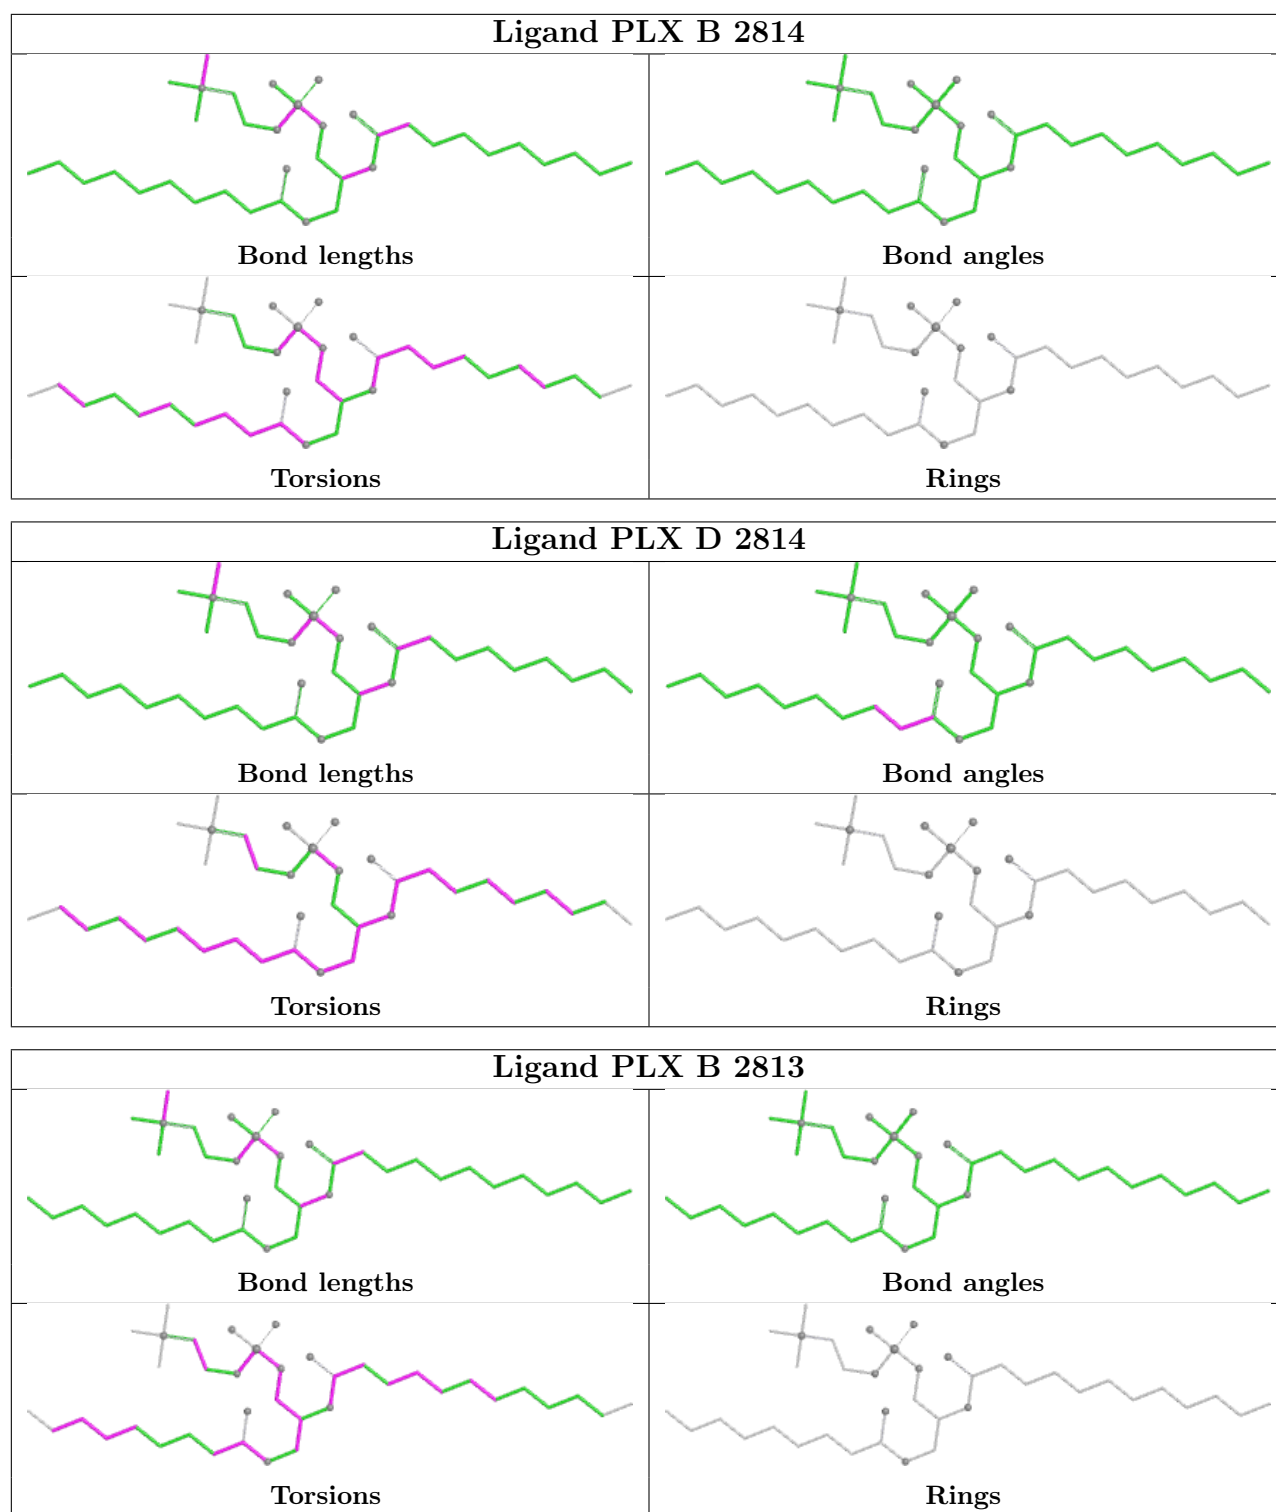 Ligand PLX B 2814
Bond lengths
Bond angles
Torsions
Rings
Ligand PLX D 2814
Bond lengths
Bond angles
Torsions
Rings
Ligand PLX B 2813
Bond lengths
Bond angles
Torsions
Rings